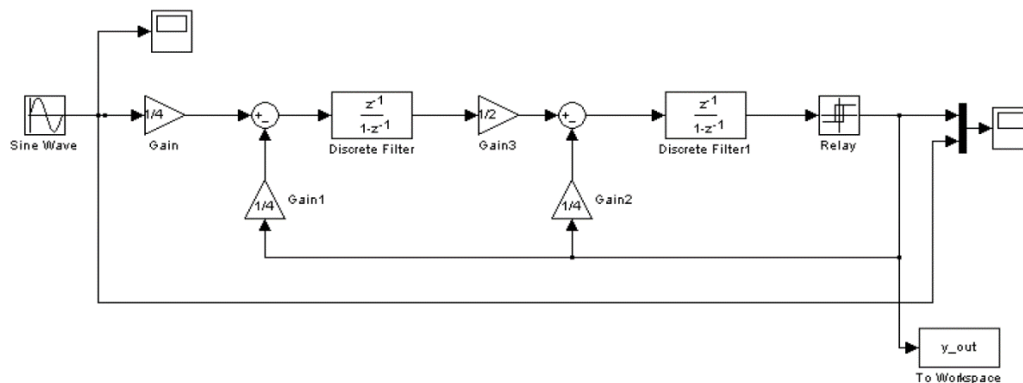 Sine Wave
1/4
Gain
+
-
z-1
1-z-1
Discrete Filter
1/2
Gain3
+
-
z-1
1-z-1
Discrete Filter1
Relay
1/4
Gain1
1/4
Gain2
y_out
To Workspace